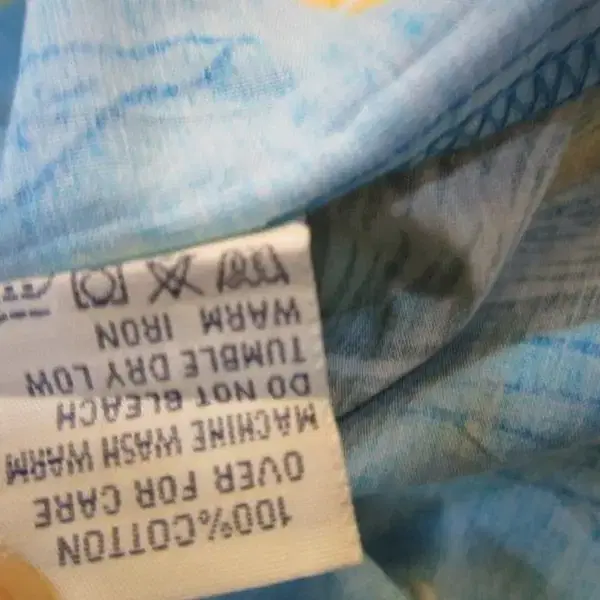 100%COTTON
OVER FOR CARE
MACHINE WASH WARM
DO NOT BLEACH
TUMBLE DRY LOW
WARM IRON